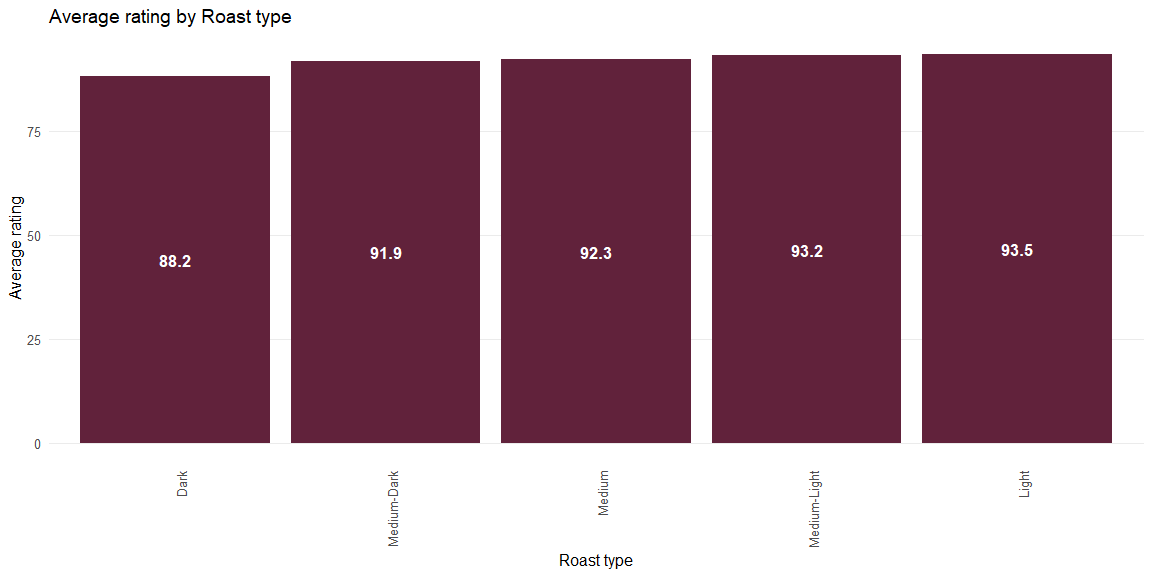 Average rating by Roast type
Average rating
75
50
25
0
88.2
91.9
92.3
93.2
93.5
Dark
Medium-Dark
Medium
Medium-Light
Light
Roast type